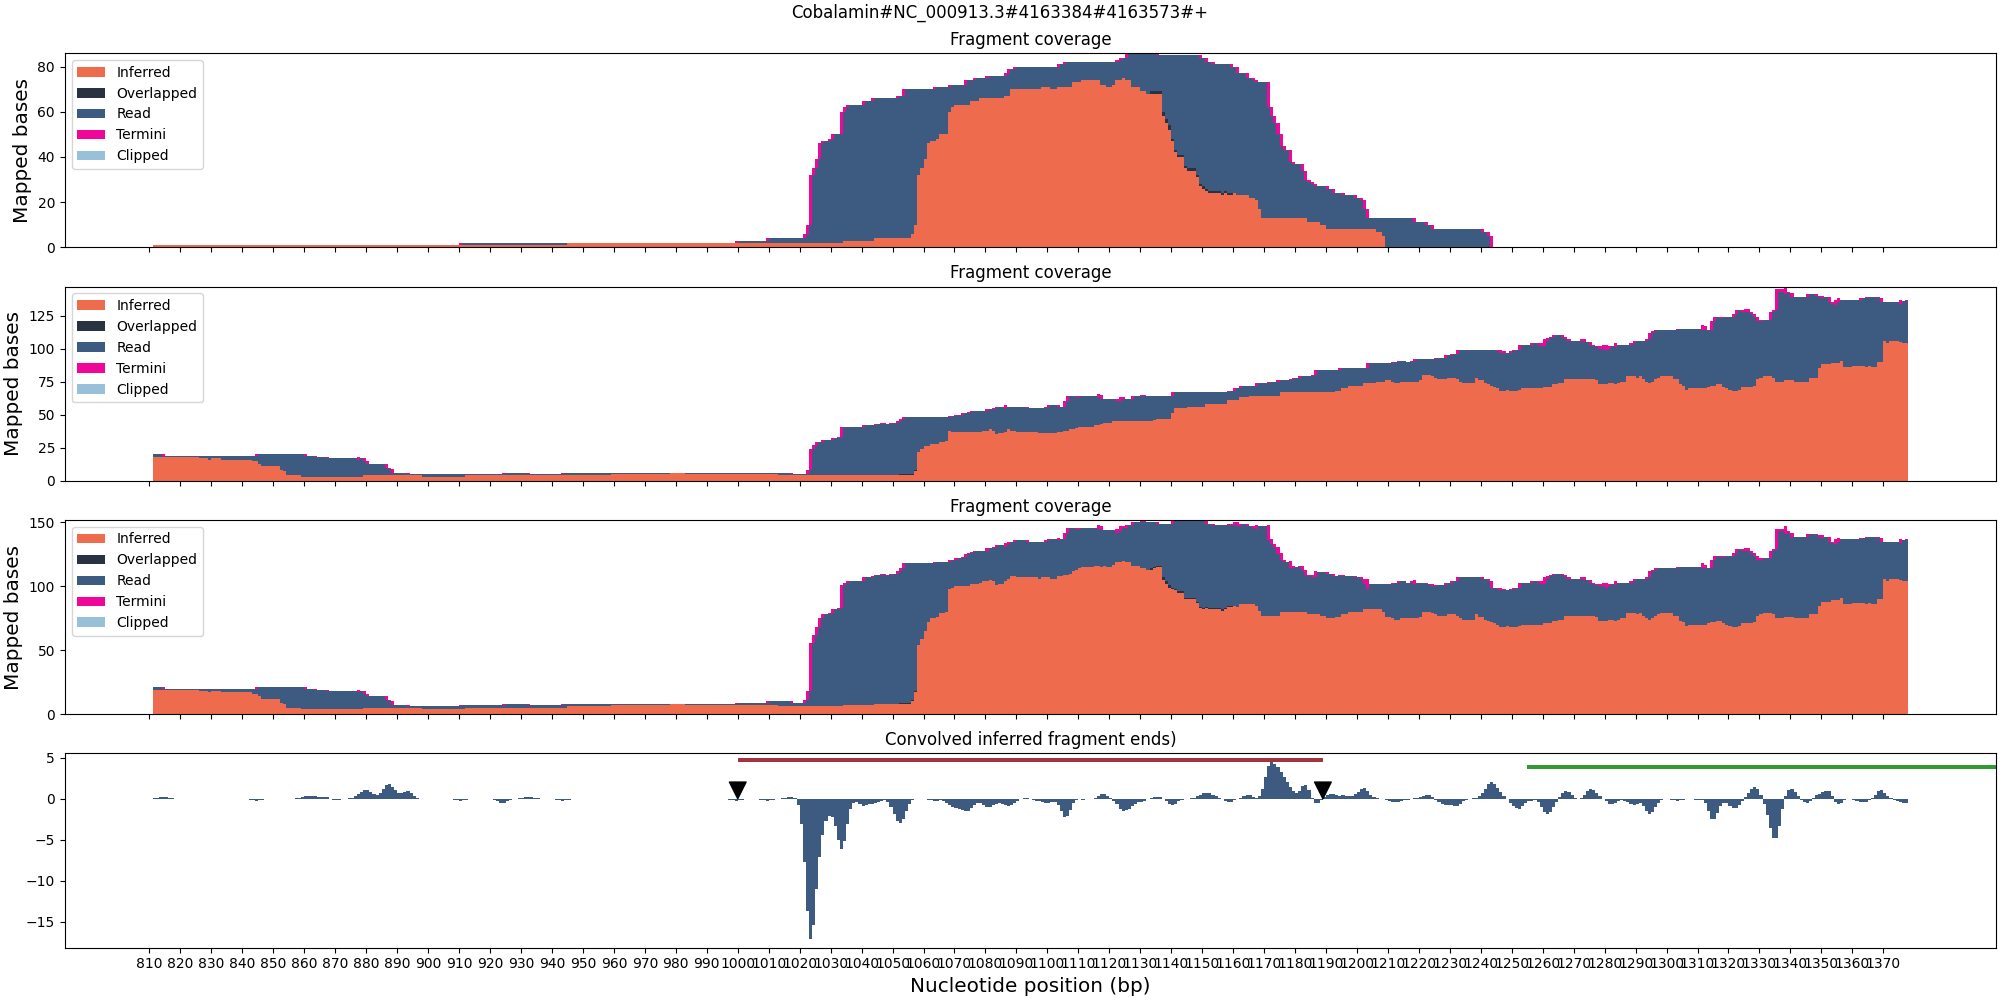 Cobalamin#NC_000913.3#4163384#4163573#+
Fragment coverage
Mapped bases
80
60
40
20
0
Inferred
Overlapped
Read
Termini
Clipped
Fragment coverage
Mapped bases
125
100
75
50
25
0
Inferred
Overlapped
Read
Termini
Clipped
Fragment coverage
Mapped bases
150
100
50
0
Inferred
Overlapped
Read
Termini
Clipped
Convolved inferred fragment ends)
5
0
−5
−10
−15
810 820 830 840 850 860 870 880 890 900 910 920 930 940 950 960 970 980 990 1000 1010 1020 1030 1040 1050 1060 1070 1080 1090 1100 1110 1120 1130 1140 1150 1160 1170 1180 1190 1200 1210 1220 1230 1240 1250 1260 1270 1280 1290 1300 1310 1320 1330 1340 1350 1360 1370
Nucleotide position (bp)